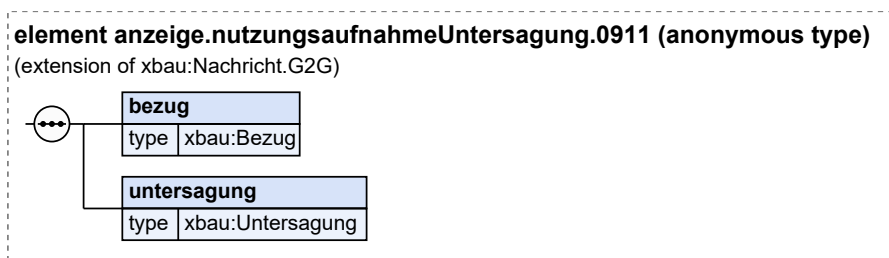 element anzeige.nutzungsaufnahmeUntersagung.0911 (anonymous type)
(extension of xbau:Nachricht.G2G)
bezug
type xbau:Bezug
untersagung
type xbau:Untersagung